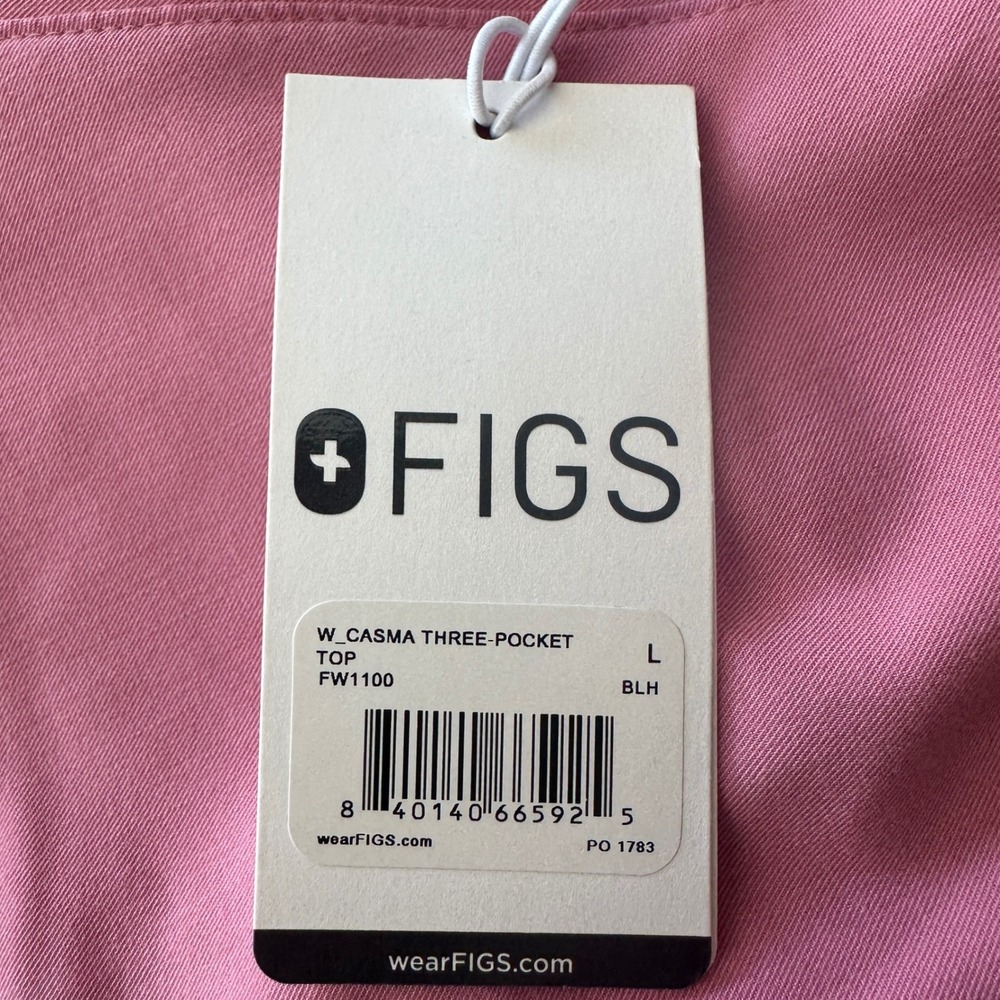 FIGS
W_CASMA THREE-POCKET
TOP
L
FW1100
BLH
8 40140 66592 5
wearFIGS.com
PO 1783
wearFIGS.com